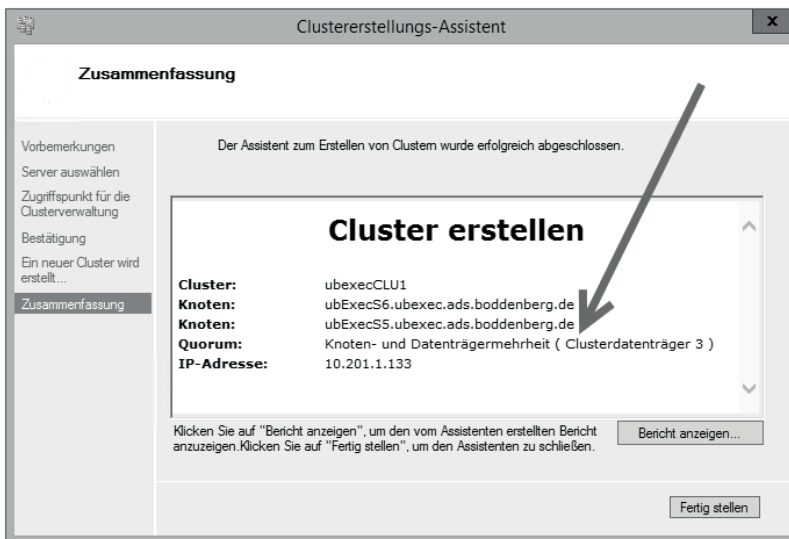 Clustererstellungs-Assistent
x
Zusammenfassung
Vorbemerkungen
Server auswählen
Zugriffspunkt für die
Clusterverwaltung
Bestätigung
Ein neuer Cluster wird
erstellt...
Zusammenfassung
Der Assistent zum Erstellen von Clustern wurde erfolgreich abgeschlossen.
Cluster erstellen
Cluster: ubexecCLU1
Knoten: ubExecS6.ubexec.ads.boddenberg.de
Knoten: ubExecS5.ubexec.ads.boddenberg.de
Quorum: Knoten- und Datenträgermehrheit ( Clusterdatenträger 3 )
IP-Adresse: 10.201.1.133
Klicken Sie auf "Bericht anzeigen", um den vom Assistenten erstellten Bericht
anzuzeigen.Klicken Sie auf "Fertig stellen", um den Assistenten zu schließen.
Bericht anzeigen...
Fertig stellen